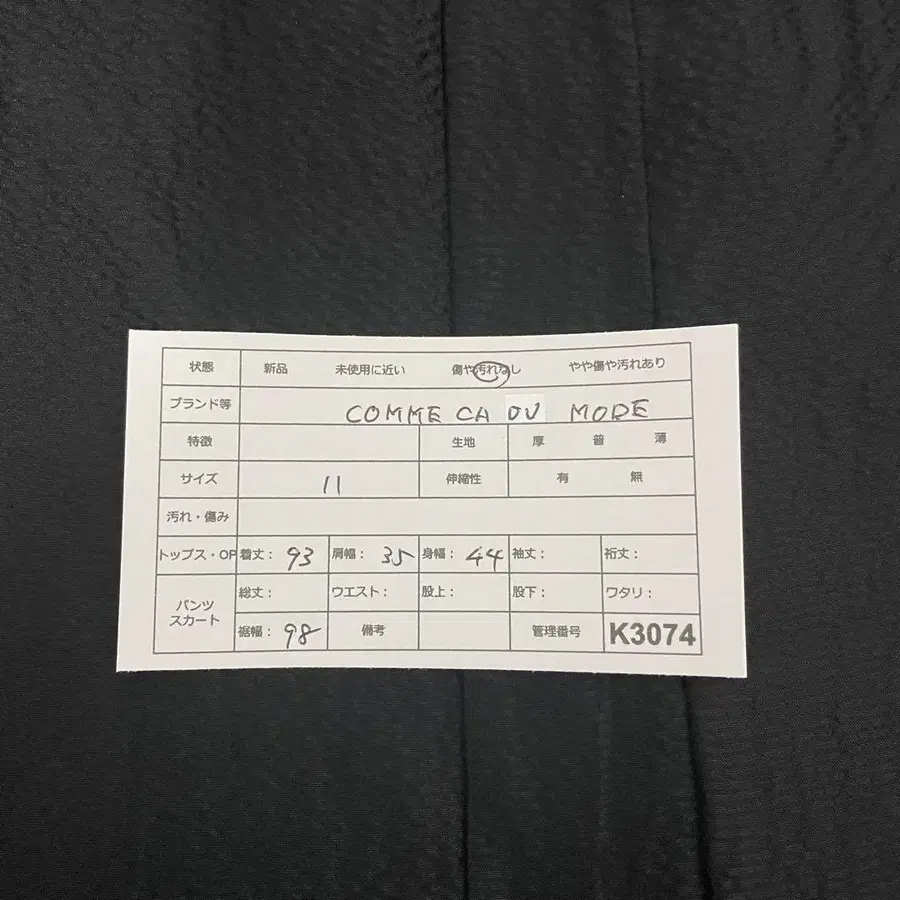 状態 新品 未使用に近い 傷や汚れなし やや傷や汚れあり
ブランド等 COMME CA DU MODE
特徴 生地 厚 普 薄
サイズ 11 伸縮性 有 無
汚れ・傷み
トップス・OP 着丈： 93 肩幅： 35 身幅： 44 袖丈： 裄丈：
パンツ スカート 総丈： ウエスト： 股上： 股下： ワタリ：
裾幅： 98 備考 管理番号 K3074